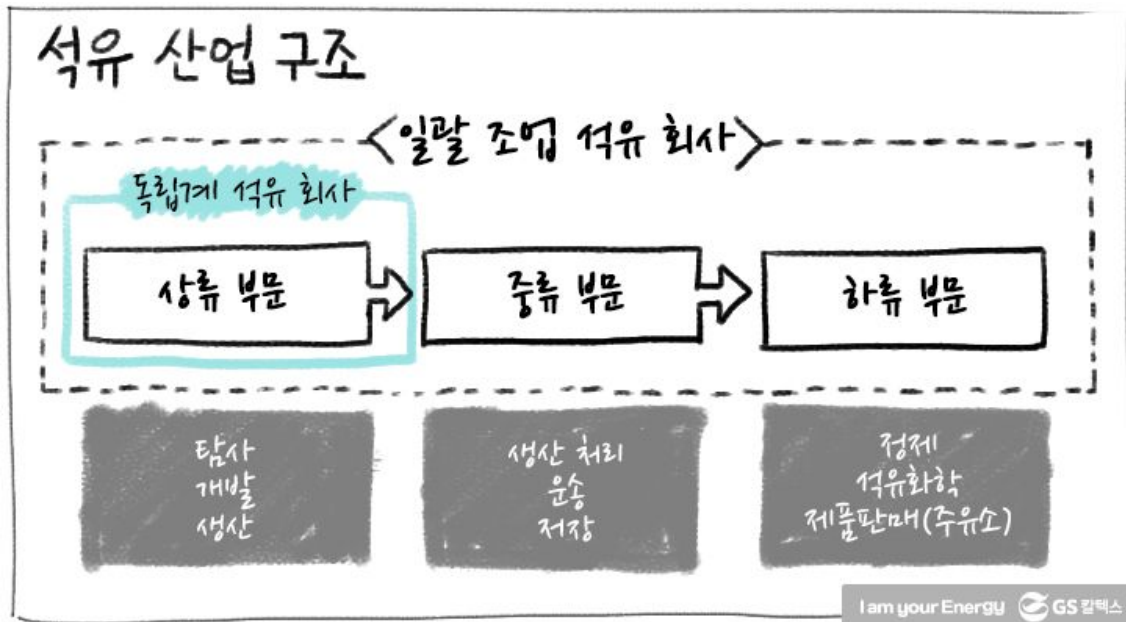 석유 산업 구조
<일괄 조업 석유 회사>
독립계 석유 회사
상류 부문
중류 부문
하류 부문
탐사
개발
생산
생산 처리
운송
저장
정제
석유화학
제품판매(주유소)
I am your Energy GS 칼텍스